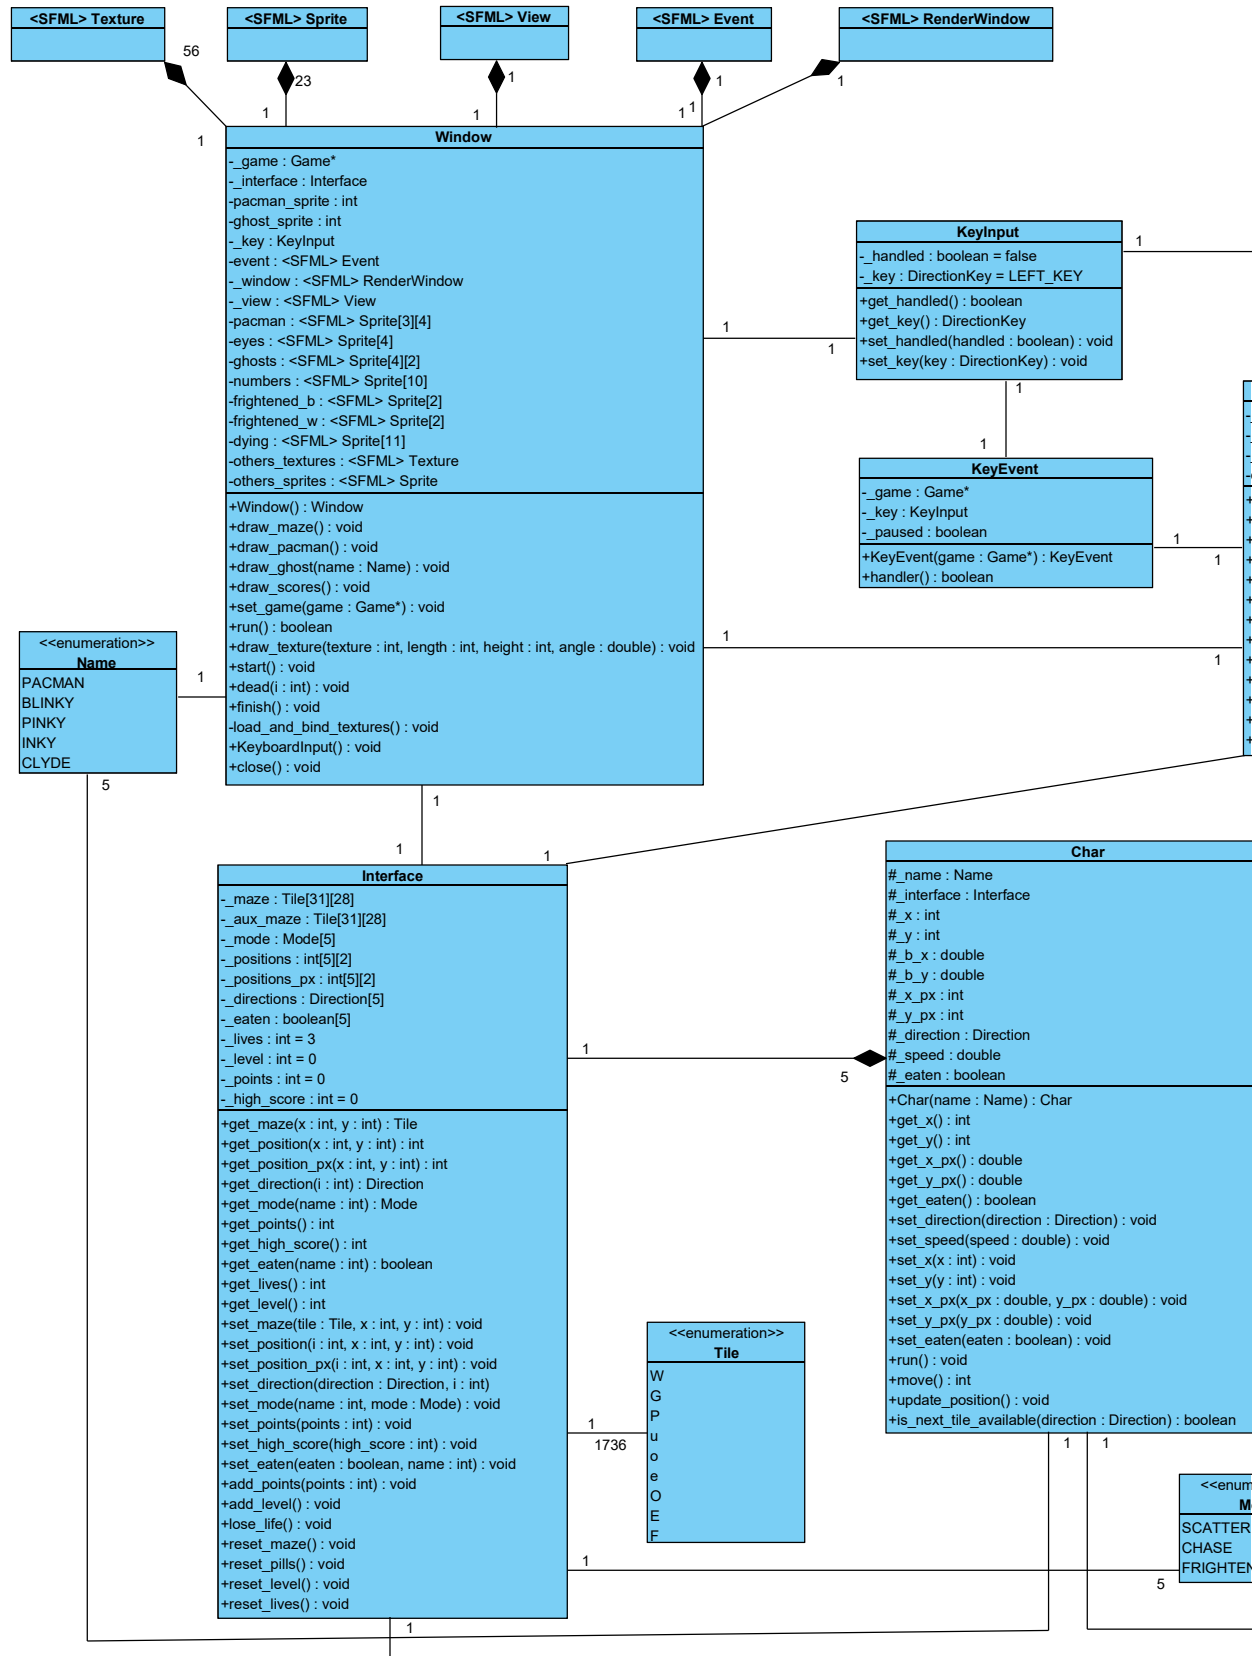 <SFML> Texture
<SFML> Sprite
<SFML> View
<SFML> Event
<SFML> RenderWindow
56
23
1
1
1
1
1
1
1
1
1
Window
-_game : Game*
-_interface : Interface
-pacman_sprite : int
-ghost_sprite : int
-_key : KeyInput
-event : <SFML> Event
-_window : <SFML> RenderWindow
-_view : <SFML> View
-pacman : <SFML> Sprite[3][4]
-eyes : <SFML> Sprite[4]
-ghosts : <SFML> Sprite[4][2]
-numbers : <SFML> Sprite[10]
-frightened_b : <SFML> Sprite[2]
-frightened_w : <SFML> Sprite[2]
-dying : <SFML> Sprite[11]
-others_textures : <SFML> Texture
-others_sprites : <SFML> Sprite
+Window() : Window
+draw_maze() : void
+draw_pacman() : void
+draw_ghost(name : Name) : void
+draw_scores() : void
+set_game(game : Game*) : void
+run() : boolean
+draw_texture(texture : int, length : int, height : int, angle : double) : void
+start() : void
+dead(i : int) : void
+finish() : void
-load_and_bind_textures() : void
+KeyboardInput() : void
+close() : void
KeyInput
-_handled : boolean = false
-_key : DirectionKey = LEFT_KEY
+get_handled() : boolean
+get_key() : DirectionKey
+set_handled(handled : boolean) : void
+set_key(key : DirectionKey) : void
1
1
1
1
1
KeyEvent
-_game : Game*
-_key : KeyInput
-_paused : boolean
+KeyEvent(game : Game*) : KeyEvent
+handler() : boolean
1
1
1
1
-_
-_
-_
-
+
+
+
+
+
+
+
+
+
+
+
+
+
<<enumeration>>
Name
PACMAN
BLINKY
PINKY
INKY
CLYDE
1
5
1
1
1
Interface
-_maze : Tile[31][28]
-_aux_maze : Tile[31][28]
-_mode : Mode[5]
-_positions : int[5][2]
-_positions_px : int[5][2]
-_directions : Direction[5]
-_eaten : boolean[5]
-_lives : int = 3
-_level : int = 0
-_points : int = 0
-_high_score : int = 0
+get_maze(x : int, y : int) : Tile
+get_position(x : int, y : int) : int
+get_position_px(x : int, y : int) : int
+get_direction(i : int) : Direction
+get_mode(name : int) : Mode
+get_points() : int
+get_high_score() : int
+get_eaten(name : int) : boolean
+get_lives() : int
+get_level() : int
+set_maze(tile : Tile, x : int, y : int) : void
+set_position(i : int, x : int, y : int) : void
+set_position_px(i : int, x : int, y : int) : void
+set_direction(direction : Direction, i : int)
+set_mode(name : int, mode : Mode) : void
+set_points(points : int) : void
+set_high_score(high_score : int) : void
+set_eaten(eaten : boolean, name : int) : void
+add_points(points : int) : void
+add_level() : void
+lose_life() : void
+reset_maze() : void
+reset_pills() : void
+reset_level() : void
+reset_lives() : void
1
5
Char
#_name : Name
#_interface : Interface
#_x : int
#_y : int
#_b_x : double
#_b_y : double
#_x_px : int
#_y_px : int
#_direction : Direction
#_speed : double
#_eaten : boolean
+Char(name : Name) : Char
+get_x() : int
+get_y() : int
+get_x_px() : double
+get_y_px() : double
+get_eaten() : boolean
+set_direction(direction : Direction) : void
+set_speed(speed : double) : void
+set_x(x : int) : void
+set_y(y : int) : void
+set_x_px(x_px : double, y_px : double) : void
+set_y_px(y_px : double) : void
+set_eaten(eaten : boolean) : void
+run() : void
+move() : int
+update_position() : void
+is_next_tile_available(direction : Direction) : boolean
1
1
<<enumeration>>
Tile
W
G
P
u
o
e
O
E
F
1
1736
<<enum
M
SCATTER
CHASE
FRIGHTEN
1
5
1